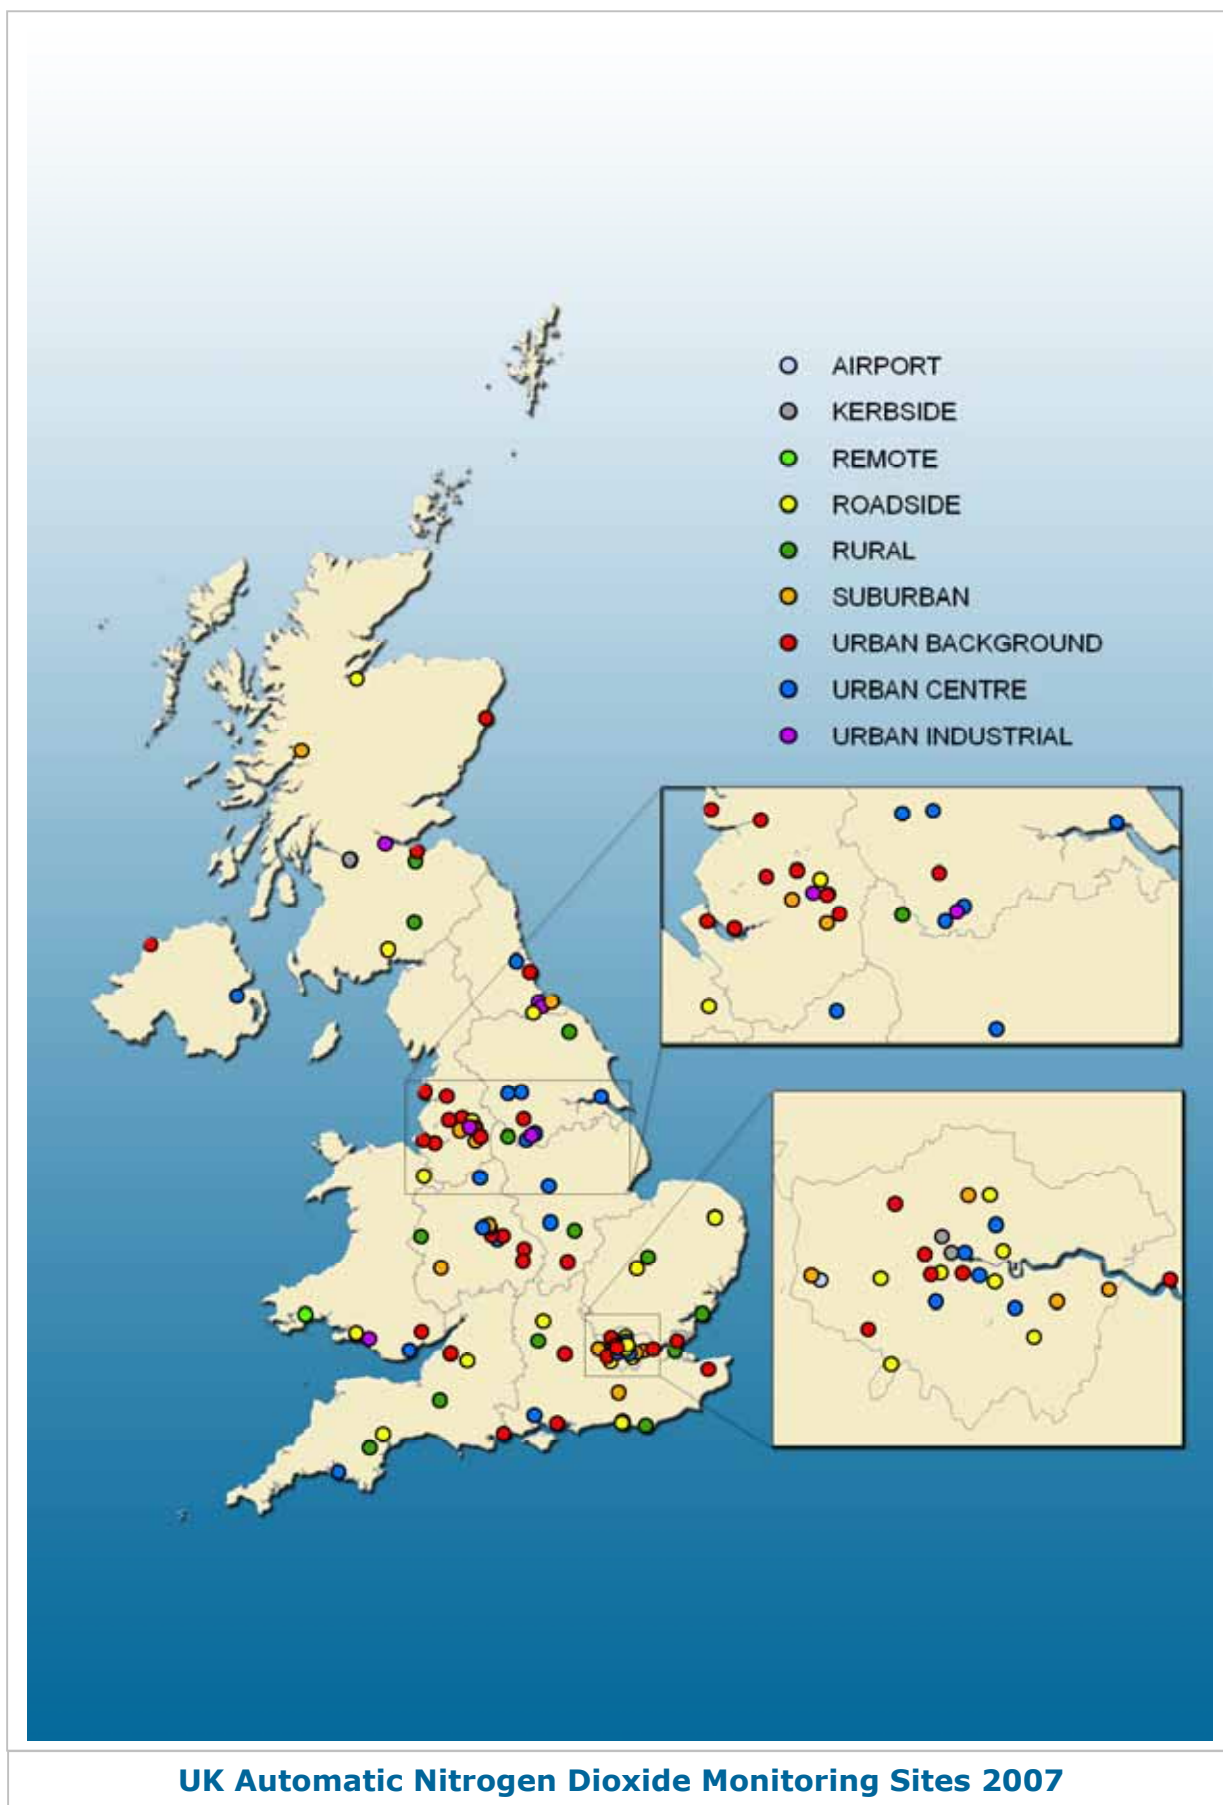 AIRPORT
KERBSIDE
REMOTE
ROADSIDE
RURAL
SUBURBAN
URBAN BACKGROUND
URBAN CENTRE
URBAN INDUSTRIAL
UK Automatic Nitrogen Dioxide Monitoring Sites 2007